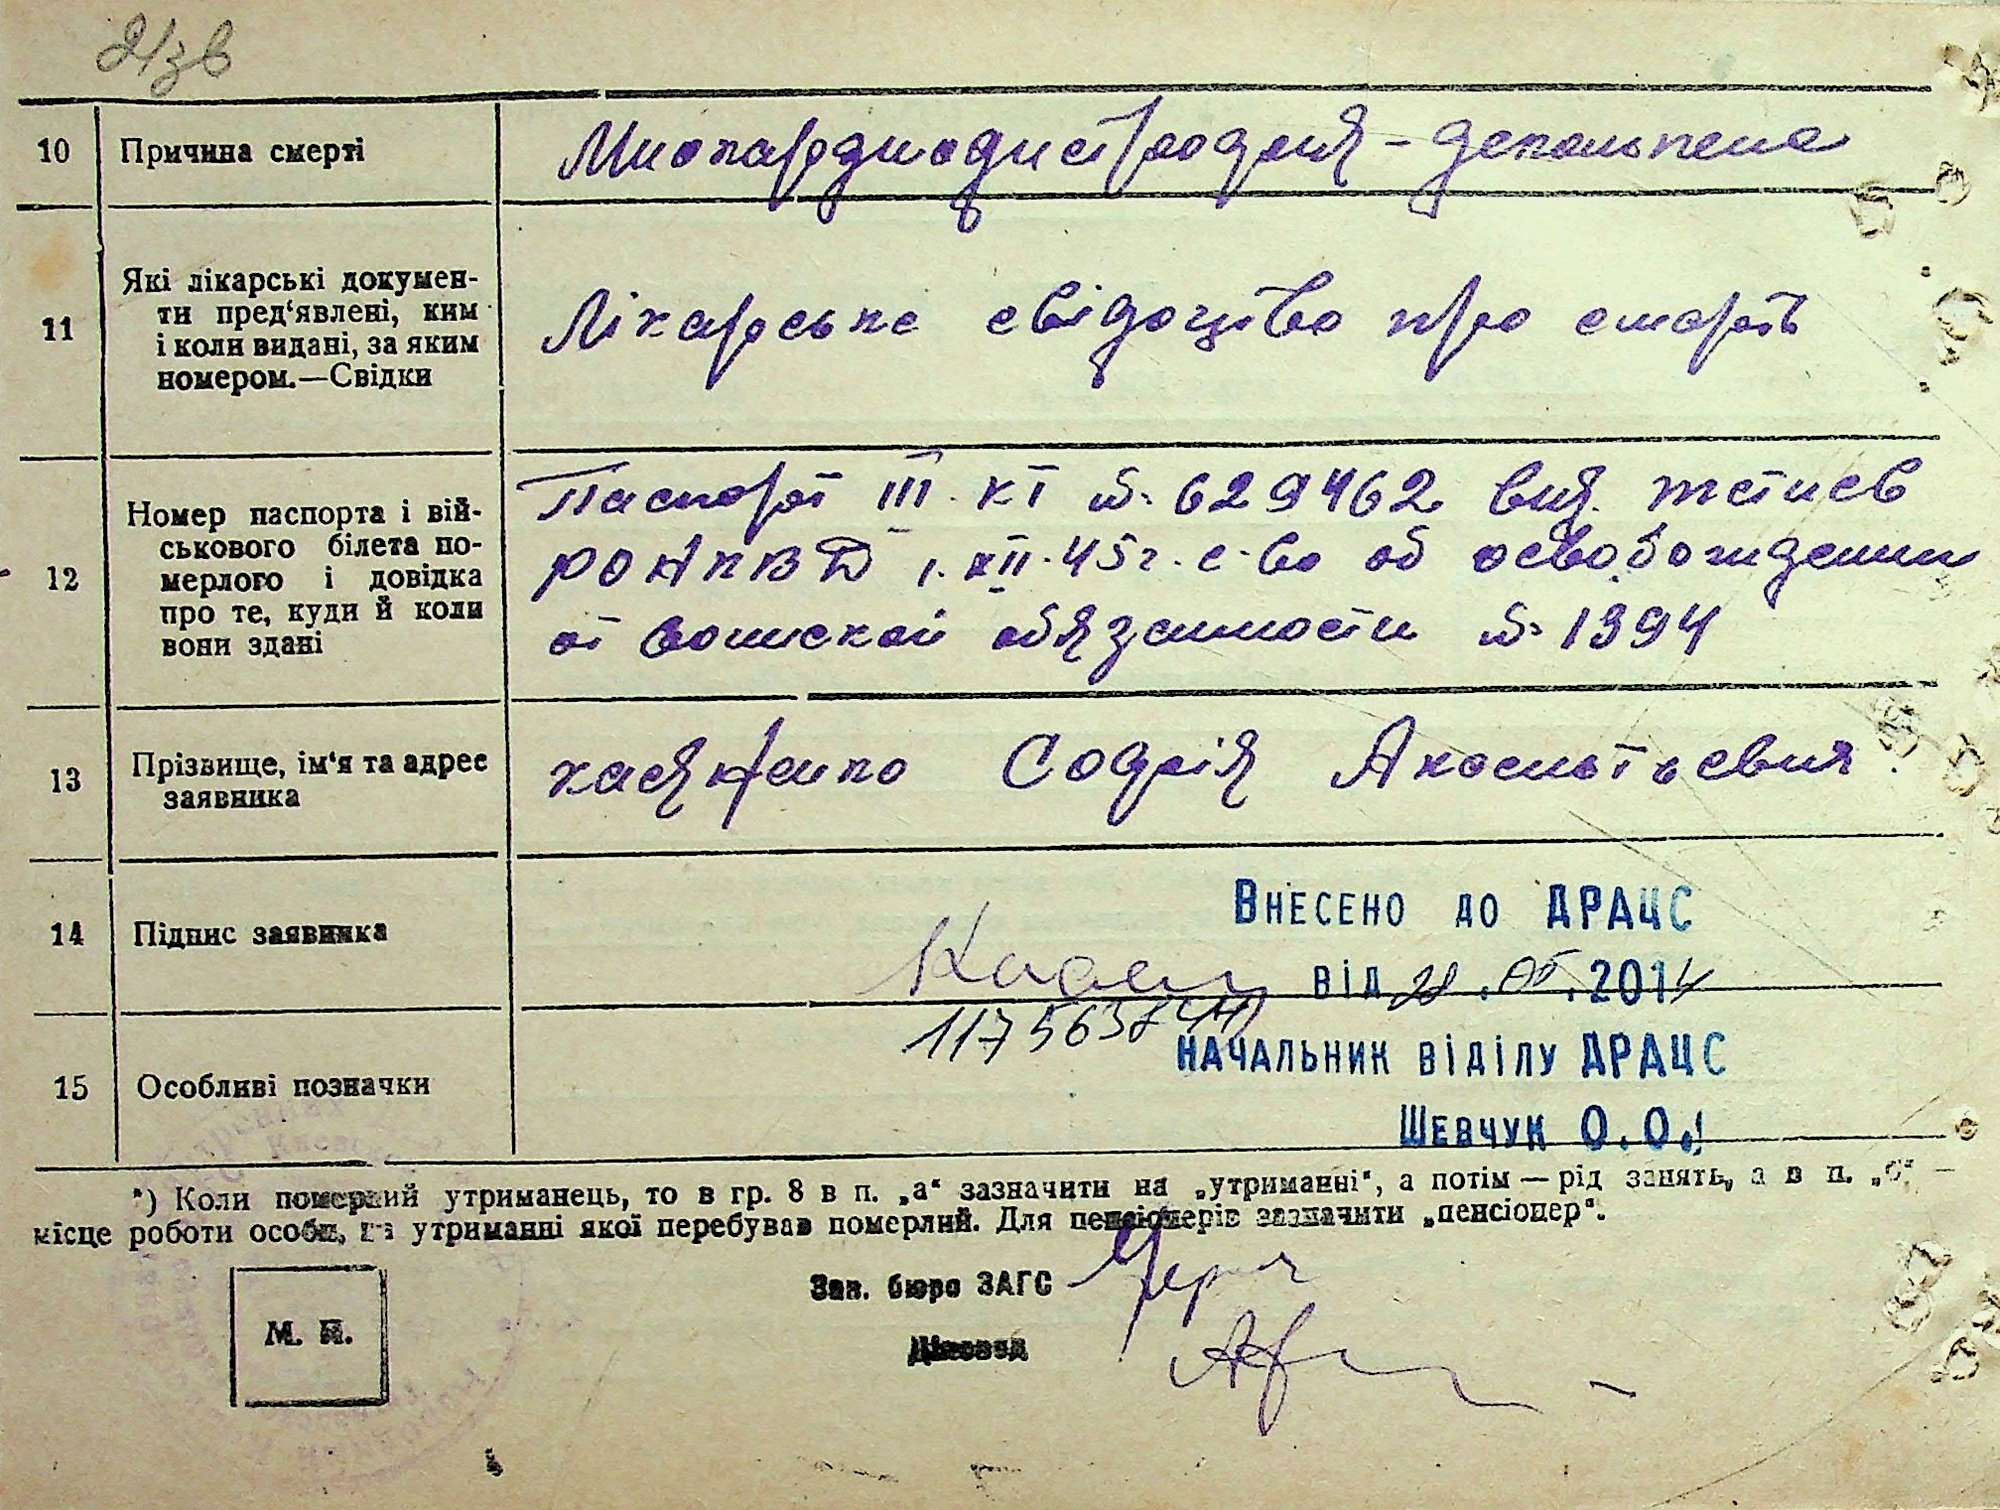 21зв
10 Причина смерті Миокардиодистрофия - декомпенс
11 Які лікарські докумен-
ти пред‘явлені, ким
і коли видані, за яким
номером.—Свідки
Лікарське свідоцтво про смерть
12 Номер паспорта і вій-
ськового білета по-
мерлого і довідка
про те, куди й коли
вони здані
Паспорт III. КТ № 629462 вид.
РОНКВД 1.XII.45г. с-во об освобождении
от воинской обязанности № 1394
13 Прізвище, ім‘я та адрес
заявника
Касяненко Софія
14 Підпис заявника
Внесено до ДРАЦС
від 28. 05. 2014
15 Особливі позначки
Начальник віділу ДРАЦС
Шевчук О.О.
*) Коли померлий утриманець, то в гр. 8 в п. „а“ зазначити на „утриманні“, а потім — рід занять, а в п. „б“ —
місце роботи особи, на утриманні якої перебував померлий. Для пенсіонерів зазначити „пенсіонер“.
Зав. бюро ЗАГС
М. П.
Діловод